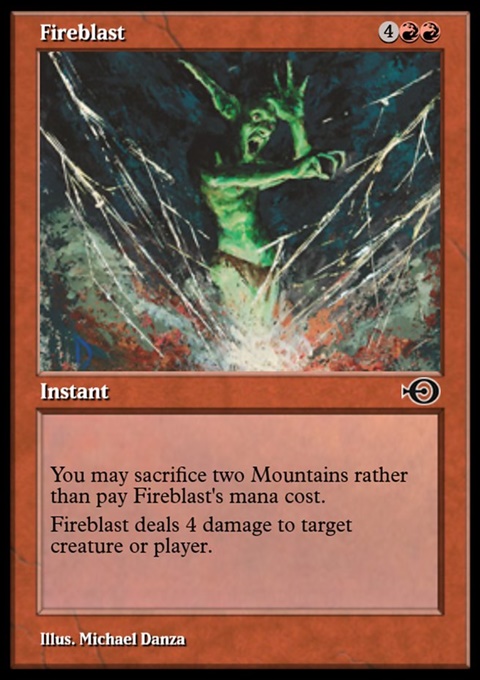 Fireblast 4
Instant
You may sacrifice two Mountains rather
than pay Fireblast's mana cost.
Fireblast deals 4 damage to target
creature or player.
Illus. Michael Danza